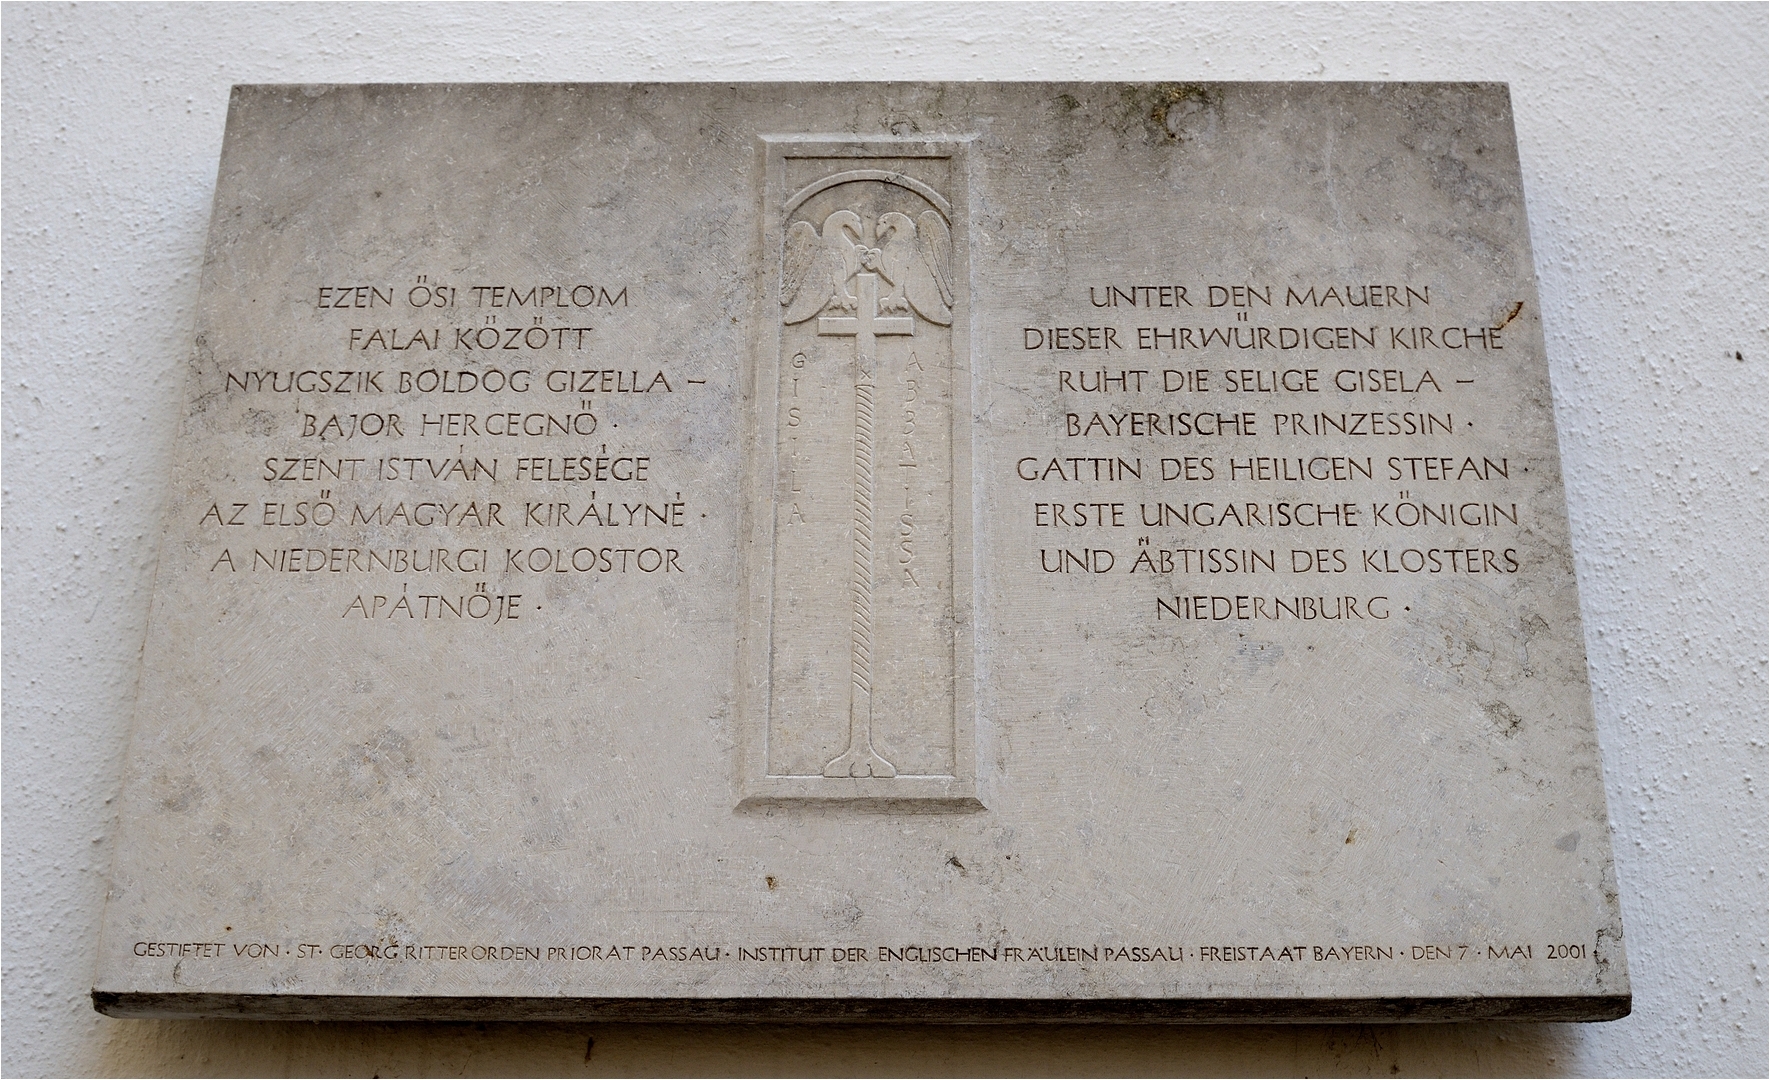 EZEN ŐSI TEMPLOM
FALAI KÖZÖTT
NYUGSZIK BOLDOG GIZELLA –
BAJOR HERCEGNŐ ·
SZENT ISTVÁN FELESÉGE
AZ ELSŐ MAGYAR KIRÁLYNÉ ·
A NIEDERNBURGI KOLOSTOR
APÁTNŐJE ·
GISILA
ABBATISSA
UNTER DEN MAUERN
DIESER EHRWÜRDIGEN KIRCHE
RUHT DIE SELIGE GISELA –
BAYERISCHE PRINZESSIN ·
GATTIN DES HEILIGEN STEFAN ·
ERSTE UNGARISCHE KÖNIGIN
UND ÄBTISSIN DES KLOSTERS
NIEDERNBURG ·
GESTIFTET VON · ST· GEORG RITTERORDEN PRIORAT PASSAU · INSTITUT DER ENGLISCHEN FRÄULEIN PASSAU · FREISTAAT BAYERN · DEN 7 · MAI 2001